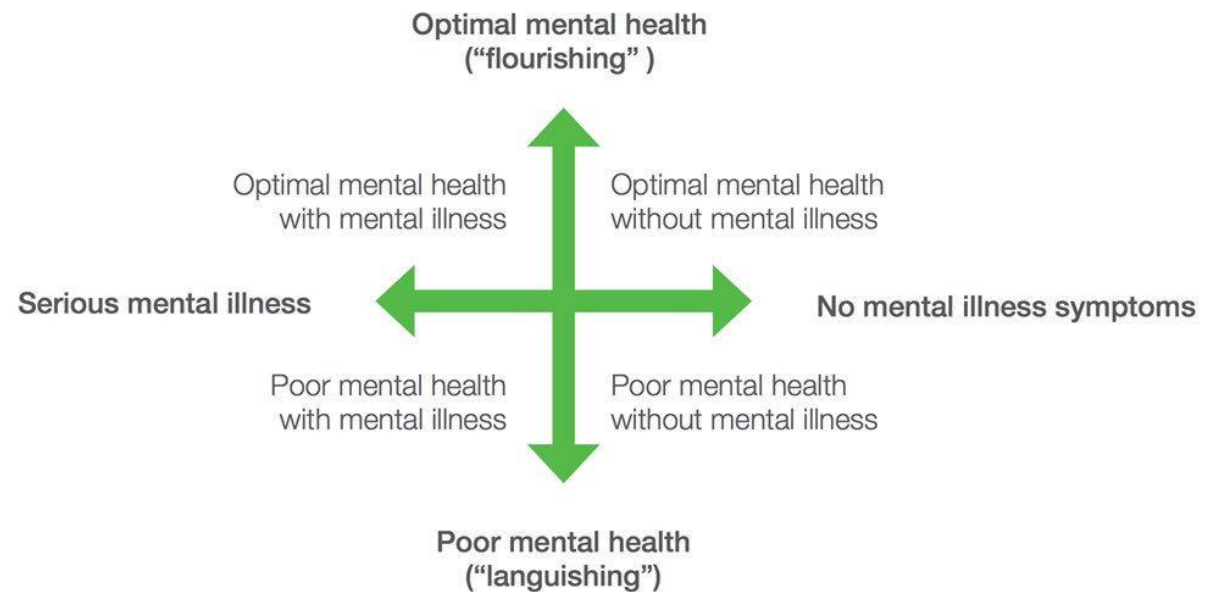 Optimal mental health
(“flourishing” )
Optimal mental health
with mental illness
Optimal mental health
without mental illness
Serious mental illness
No mental illness symptoms
Poor mental health
with mental illness
Poor mental health
without mental illness
Poor mental health
(“languishing”)